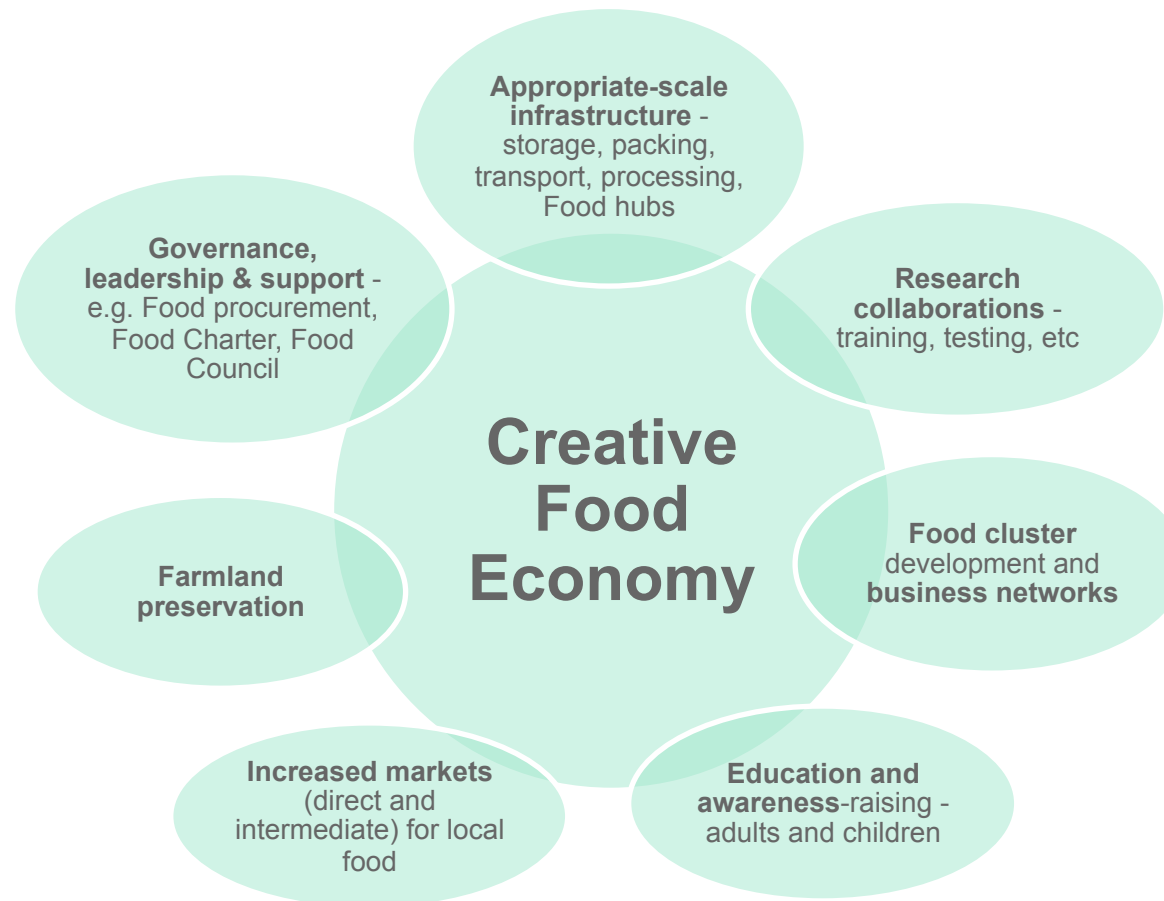 Appropriate-scale
infrastructure -
storage, packing,
transport, processing,
Food hubs
Governance,
leadership & support -
e.g. Food procurement,
Food Charter, Food
Council
Research
collaborations -
training, testing, etc
Creative
Food
Economy
Food cluster
development and
business networks
Farmland
preservation
Increased markets
(direct and
intermediate) for local
food
Education and
awareness-raising -
adults and children